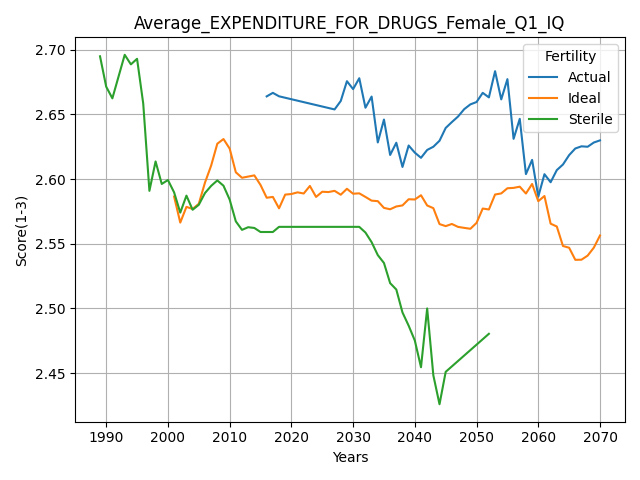 Average_EXPENDITURE_FOR_DRUGS_Female_Q1_IQ
Fertility
Actual
Ideal
Sterile
Score(1-3)
2.70
2.65
2.60
2.55
2.50
2.45
1990 2000 2010 2020 2030 2040 2050 2060 2070
Years